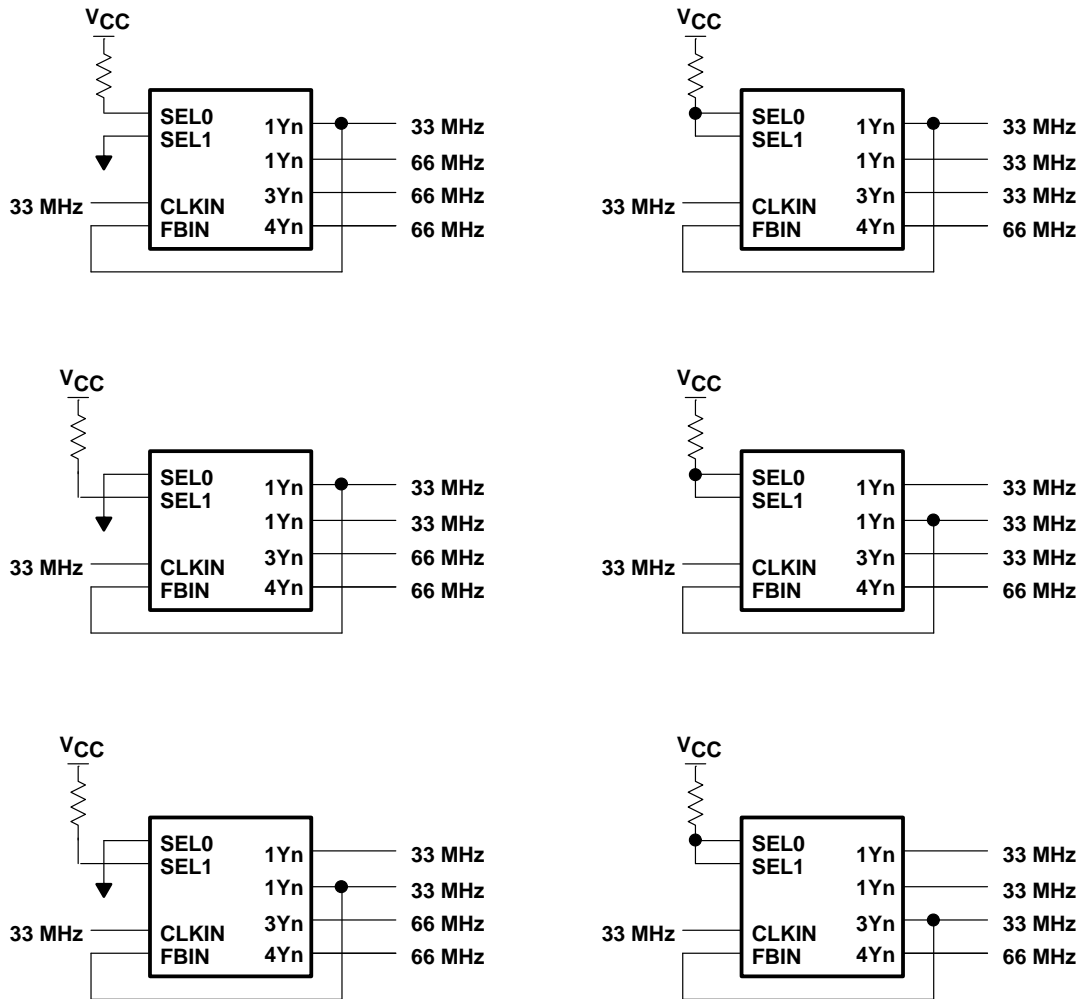 VCC
SEL0
SEL1
1Yn
33 MHz
1Yn
66 MHz
3Yn
66 MHz
33 MHz
CLKIN
FBIN
4Yn
66 MHz
VCC
SEL0
SEL1
1Yn
33 MHz
1Yn
33 MHz
3Yn
33 MHz
33 MHz
CLKIN
FBIN
4Yn
66 MHz
VCC
SEL0
SEL1
1Yn
33 MHz
1Yn
33 MHz
3Yn
66 MHz
33 MHz
CLKIN
FBIN
4Yn
66 MHz
VCC
SEL0
SEL1
1Yn
33 MHz
1Yn
33 MHz
3Yn
33 MHz
33 MHz
CLKIN
FBIN
4Yn
66 MHz
VCC
SEL0
SEL1
1Yn
33 MHz
1Yn
33 MHz
3Yn
66 MHz
33 MHz
CLKIN
FBIN
4Yn
66 MHz
VCC
SEL0
SEL1
1Yn
33 MHz
1Yn
33 MHz
3Yn
33 MHz
33 MHz
CLKIN
FBIN
4Yn
66 MHz